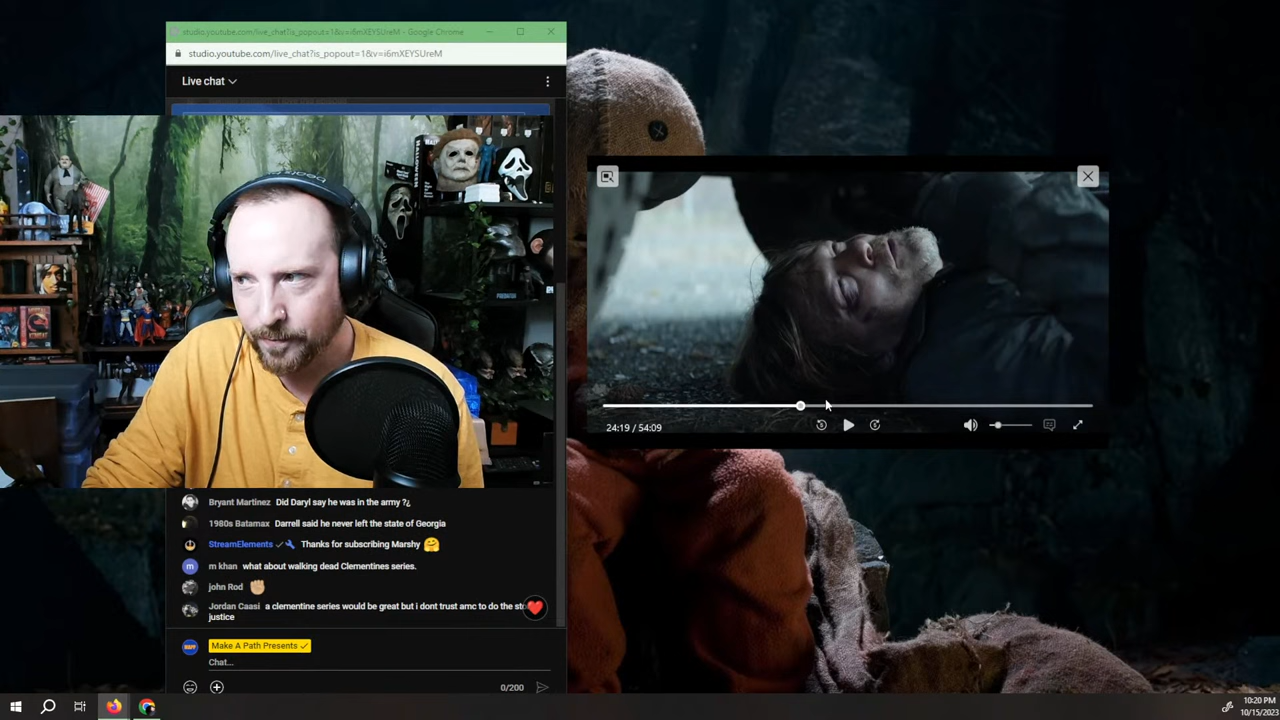 studio.youtube.com/live_chat?is_popout=1&v=i6mXEYSUreM - Google Chrome
studio.youtube.com/live_chat?is_popout=1&v=i6mXEYSUreM
Live chat
24:19 / 54:09
Bryant Martinez Did Daryl say he was in the army ?¿
1980s Batamax Darrell said he never left the state of Georgia
StreamElements Thanks for subscribing Marshy
m khan what about walking dead Clementines series.
john Rod
Jordan Caasi a clementine series would be great but i dont trust amc to do the
justice
Make A Path Presents
Chat...
0/200
10:20 PM
10/15/2023